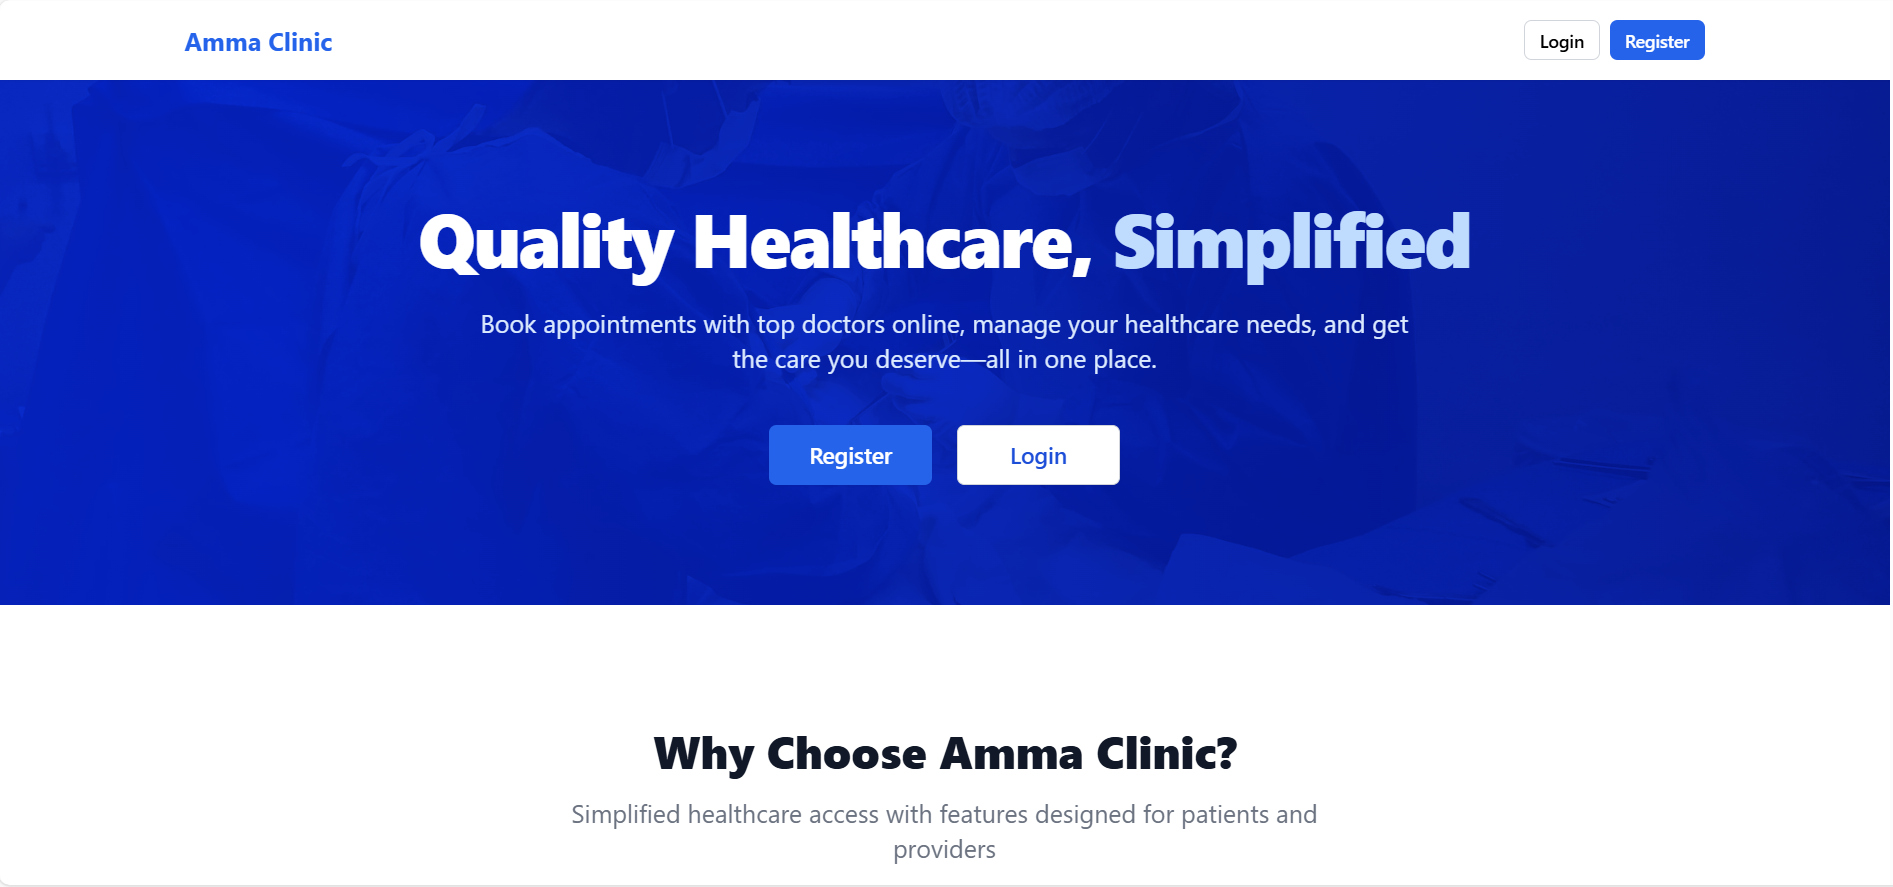 Amma Clinic
Login
Register
Quality Healthcare, Simplified
Book appointments with top doctors online, manage your healthcare needs, and get
the care you deserve—all in one place.
Register
Login
Why Choose Amma Clinic?
Simplified healthcare access with features designed for patients and
providers